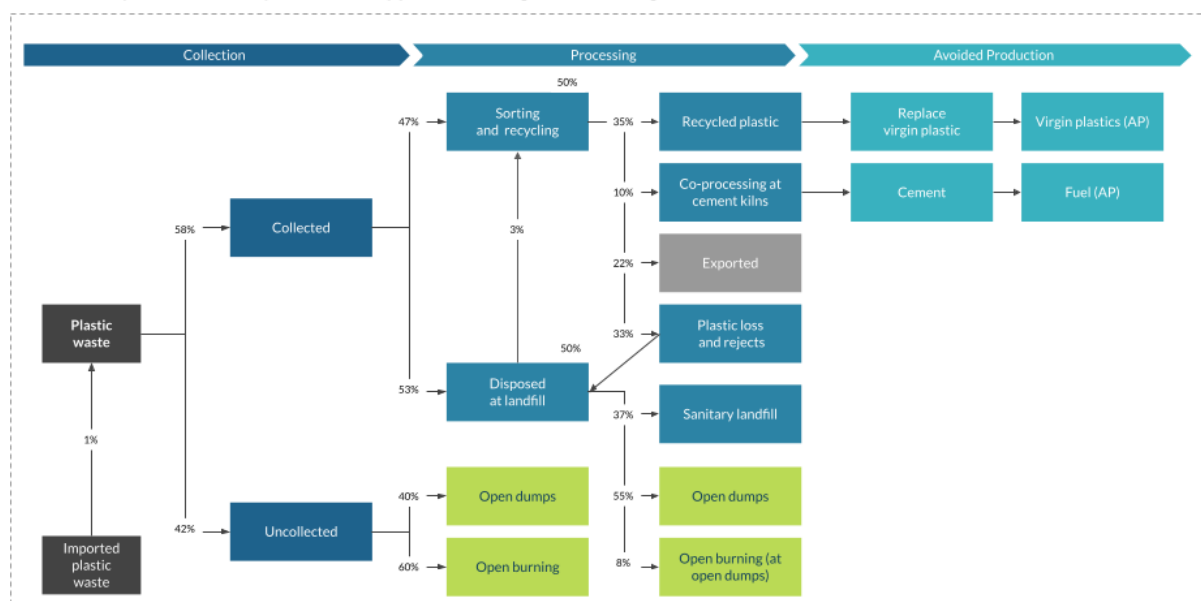 Collection
Processing
Avoided Production
50%
47%
Sorting
and recycling
35%
Recycled plastic
Replace
virgin plastic
Virgin plastics (AP)
10%
Co-processing at
cement kilns
Cement
Fuel (AP)
58%
Collected
3%
22%
Exported
Plastic
waste
33%
Plastic loss
and rejects
50%
53%
Disposed
at landfill
37%
Sanitary landfill
1%
40%
Open dumps
55%
Open dumps
42%
Uncollected
Imported
plastic
waste
60%
Open burning
8%
Open burning (at
open dumps)